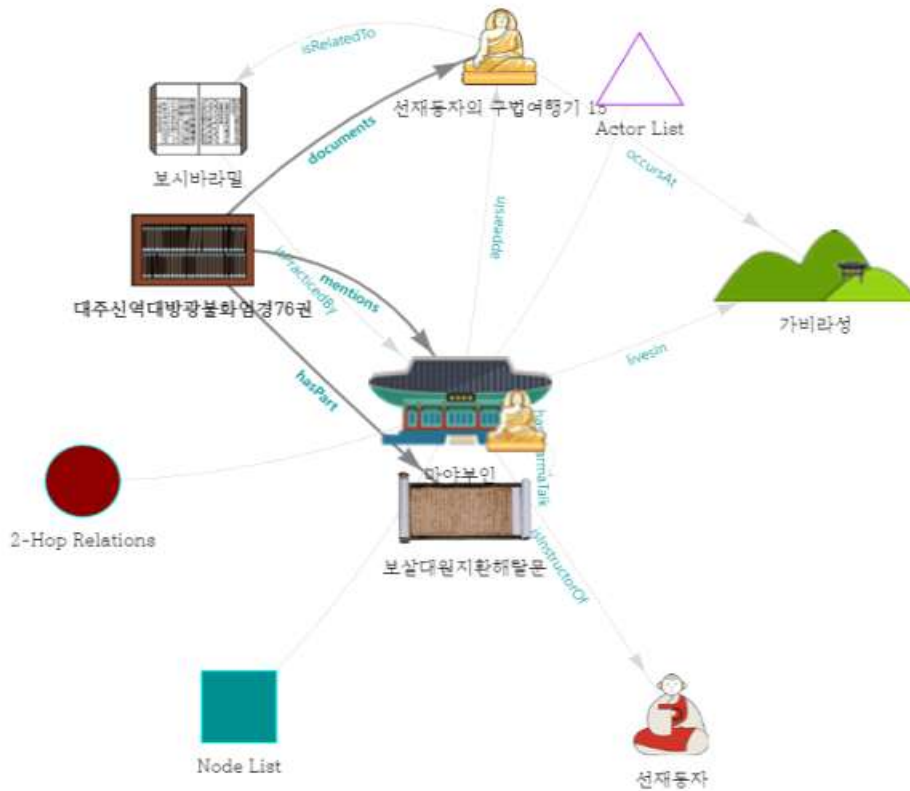 isRelatedTo
선재동자의 구법여행기 15
Actor List
documents
보시바라밀
occursAt
appearsIn
isPracticedBy
mentions
대주신역대방광불화엄경76권
가비라성
livesIn
hasPart
마야부인
hasDharmaTalk
2-Hop Relations
보살대원지환해탈문
isInstructorOf
Node List
선재동자